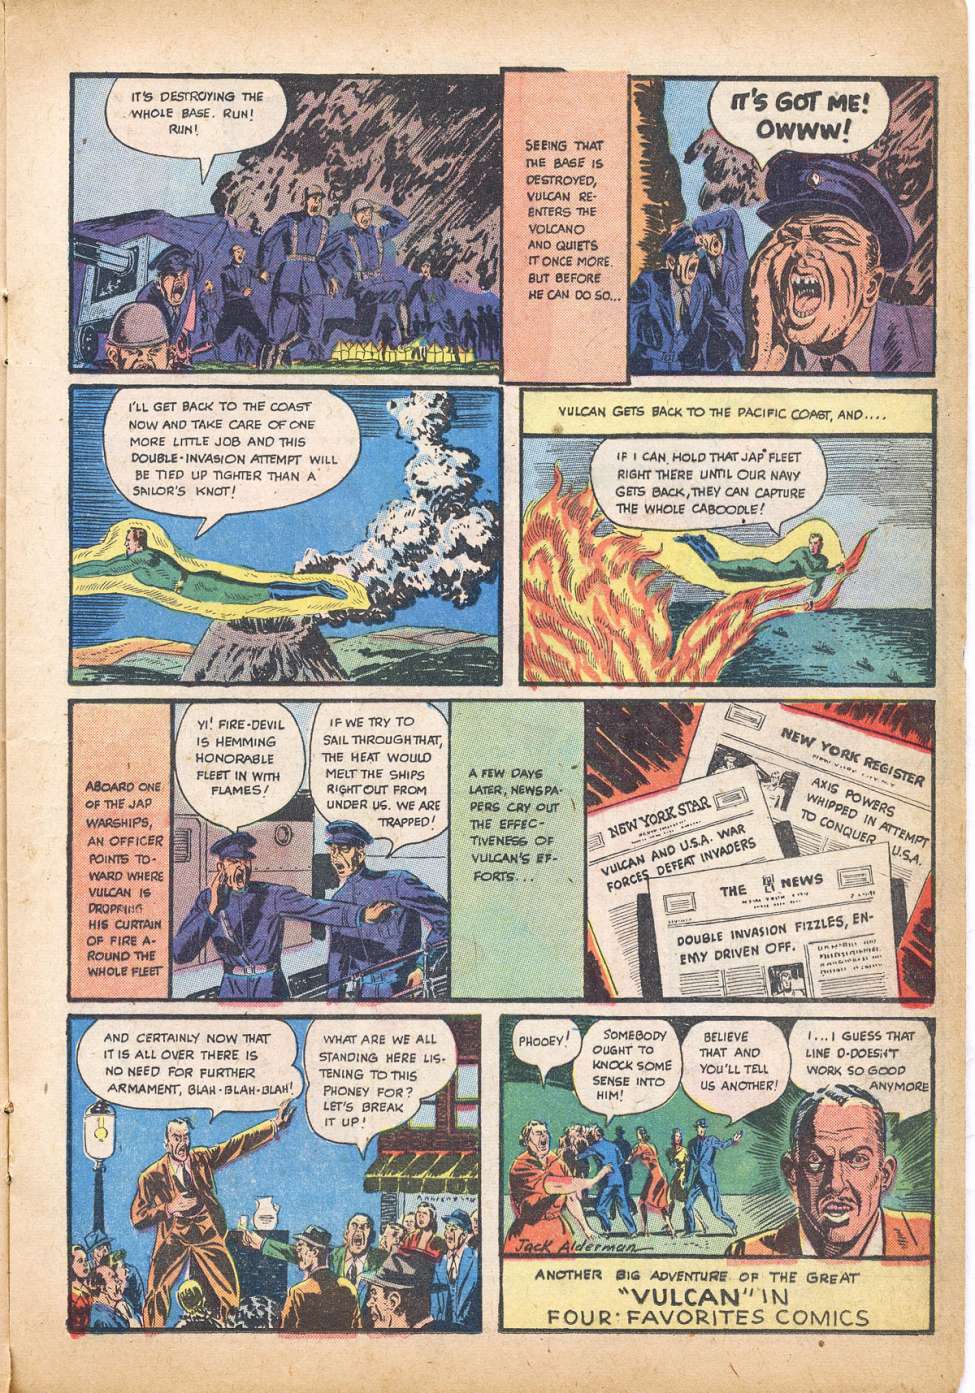 IT'S DESTROYING THE
WHOLE BASE. RUN!
RUN!
SEEING THAT
THE BASE IS
DESTROYED,
VULCAN RE-
ENTERS THE
VOLCANO
AND QUIETS
IT ONCE MORE.
BUT BEFORE
HE CAN DO SO...
IT'S GOT ME!
OWWW!
I'LL GET BACK TO THE COAST
NOW AND TAKE CARE OF ONE
MORE LITTLE JOB AND THIS
DOUBLE-INVASION ATTEMPT WILL
BE TIED UP TIGHTER THAN A
SAILOR'S KNOT!
VULCAN GETS BACK TO THE PACIFIC COAST, AND....
IF I CAN HOLD THAT JAP FLEET
RIGHT THERE UNTIL OUR NAVY
GETS BACK, THEY CAN CAPTURE
THE WHOLE CABOODLE!
ABOARD ONE
OF THE JAP
WARSHIPS,
AN OFFICER
POINTS TO-
WARD WHERE
VULCAN IS
DROPPING
HIS CURTAIN
OF FIRE A-
ROUND THE
WHOLE FLEET
YI! FIRE-DEVIL
IS HEMMING
HONORABLE
FLEET IN WITH
FLAMES!
IF WE TRY TO
SAIL THROUGH THAT,
THE HEAT WOULD
MELT THE SHIPS
RIGHT OUT FROM
UNDER US. WE ARE
TRAPPED!
A FEW DAYS
LATER, NEWSPA-
PERS CRY OUT
THE EFFEC-
TIVENESS OF
VULCAN'S EF-
FORTS...
NEW YORK REGISTER
AXIS POWERS
WHIPPED IN ATTEMPT
TO CONQUER U.S.A.
NEW YORK STAR
VULCAN AND U.S.A. WAR
FORCES DEFEAT INVADERS
THE NEWS
NEW YORK CITY
DOUBLE INVASION FIZZLES, EN-
EMY DRIVEN OFF.
AND CERTAINLY NOW THAT
IT IS ALL OVER THERE IS
NO NEED FOR FURTHER
ARMAMENT, BLAH-BLAH-BLAH!
WHAT ARE WE ALL
STANDING HERE LIS-
TENING TO THIS
PHONEY FOR?
LET'S BREAK
IT UP!
PHOOEY!
SOMEBODY
OUGHT TO
KNOCK SOME
SENSE INTO
HIM!
BELIEVE
THAT AND
YOU'LL TELL
US ANOTHER!
I...I GUESS THAT
LINE D-DOESN'T
WORK SO GOOD
ANYMORE
Jack Alderman
ANOTHER BIG ADVENTURE OF THE GREAT
"VULCAN" IN
FOUR-FAVORITES COMICS